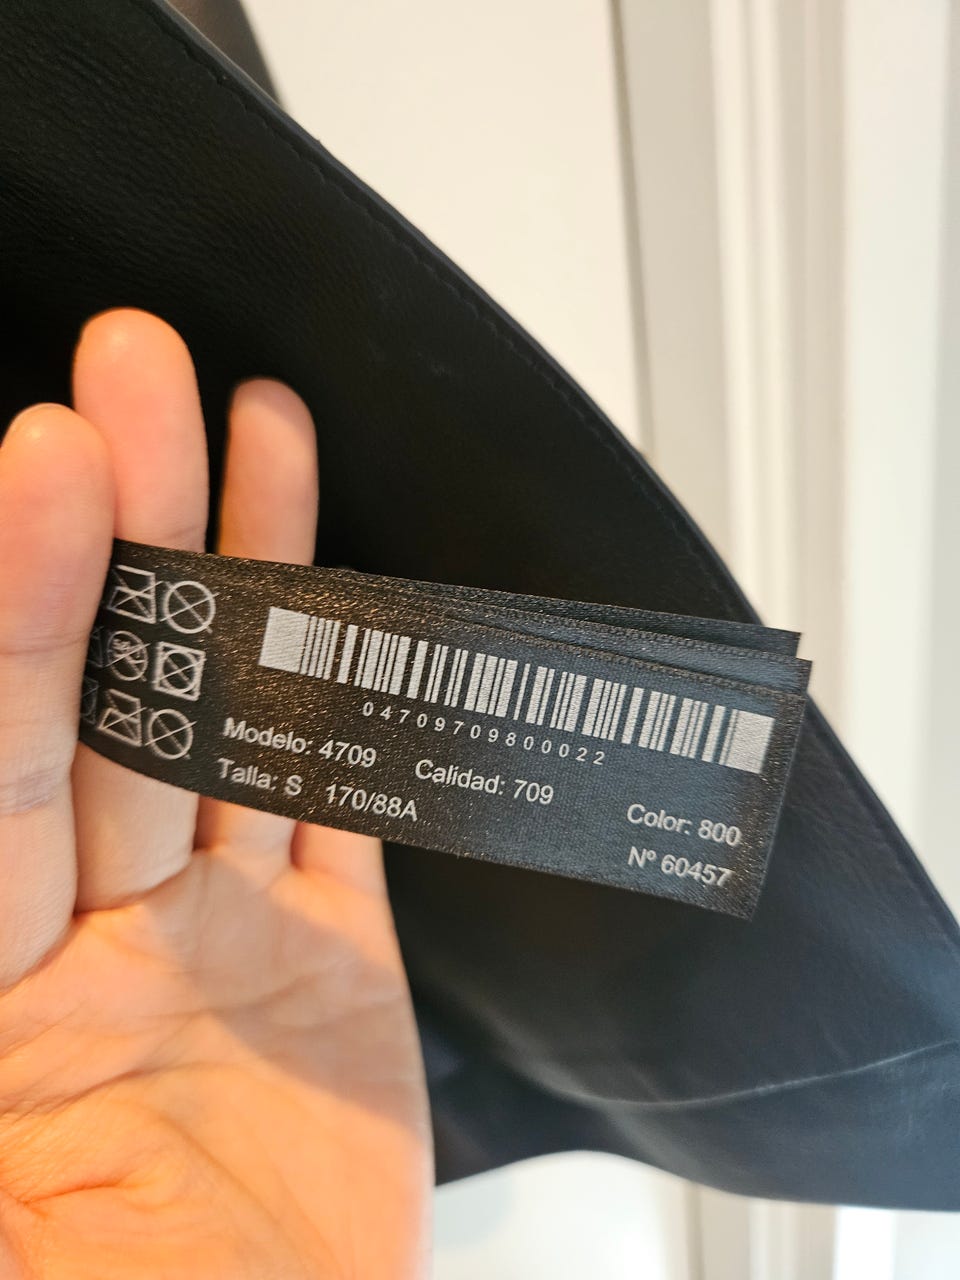 04709709800022
Modelo: 4709 Calidad: 709 Color: 800
Talla: S 170/88A Nº 60457